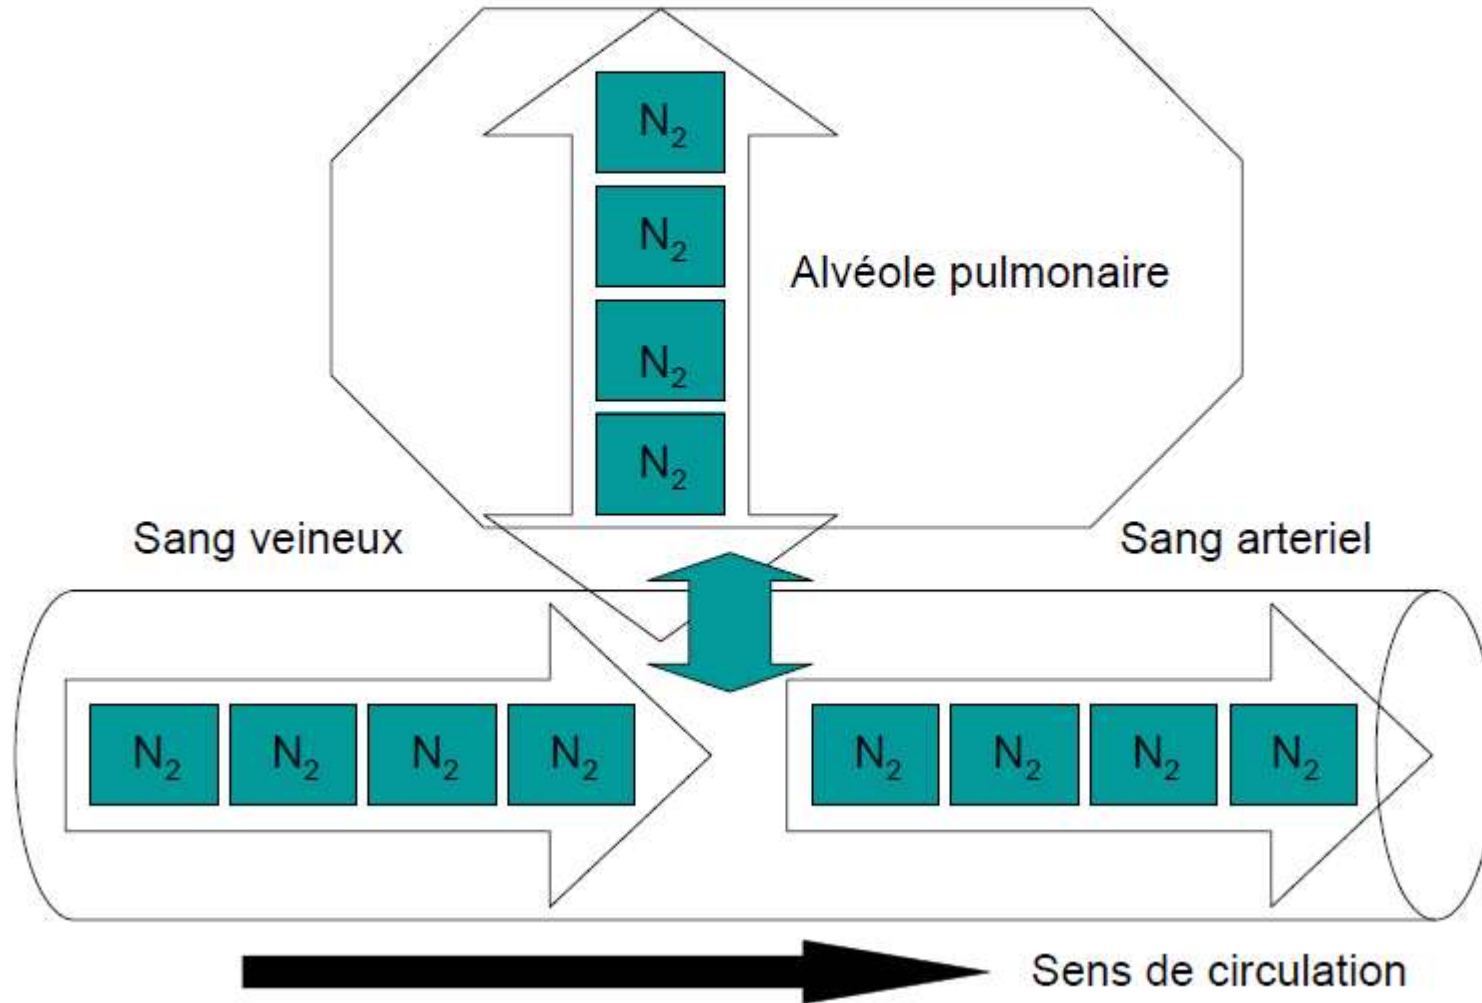 N₂
N₂
Alvéole pulmonaire
N₂
N₂
Sang veineux
Sang arteriel
N₂ N₂ N₂ N₂ N₂ N₂ N₂ N₂
Sens de circulation